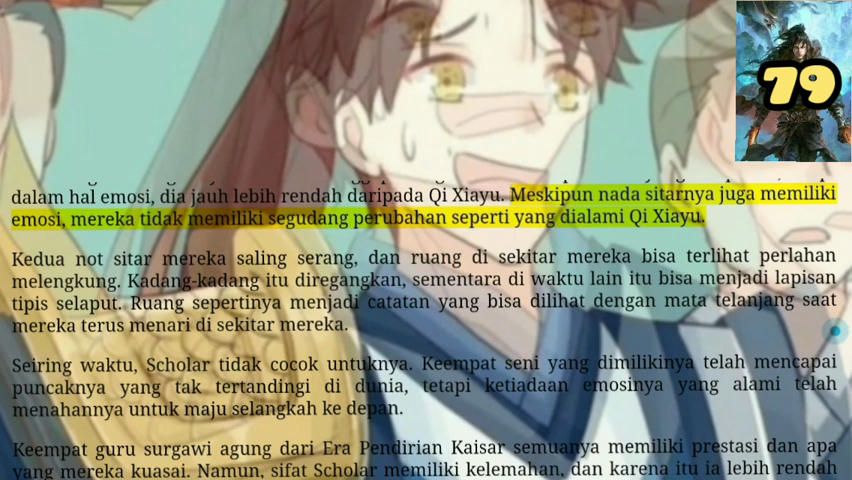 79
dalam hal emosi, dia jauh lebih rendah daripada Qi Xiayu. Meskipun nada sitarnya juga memiliki
emosi, mereka tidak memiliki segudang perubahan seperti yang dialami Qi Xiayu.
Kedua not sitar mereka saling serang, dan ruang di sekitar mereka bisa terlihat perlahan
melengkung. Kadang-kadang itu diregangkan, sementara di waktu lain itu bisa menjadi lapisan
tipis selaput. Ruang sepertinya menjadi catatan yang bisa dilihat dengan mata telanjang saat
mereka terus menari di sekitar mereka.
Seiring waktu, Scholar tidak cocok untuknya. Keempat seni yang dimilikinya telah mencapai
puncaknya yang tak tertandingi di dunia, tetapi ketiadaan emosinya yang alami telah
menahannya untuk maju selangkah ke depan.
Keempat guru surgawi agung dari Era Pendirian Kaisar semuanya memiliki prestasi dan apa
yang mereka kuasai. Namun, sifat Scholar memiliki kelemahan, dan karena itu ia lebih rendah